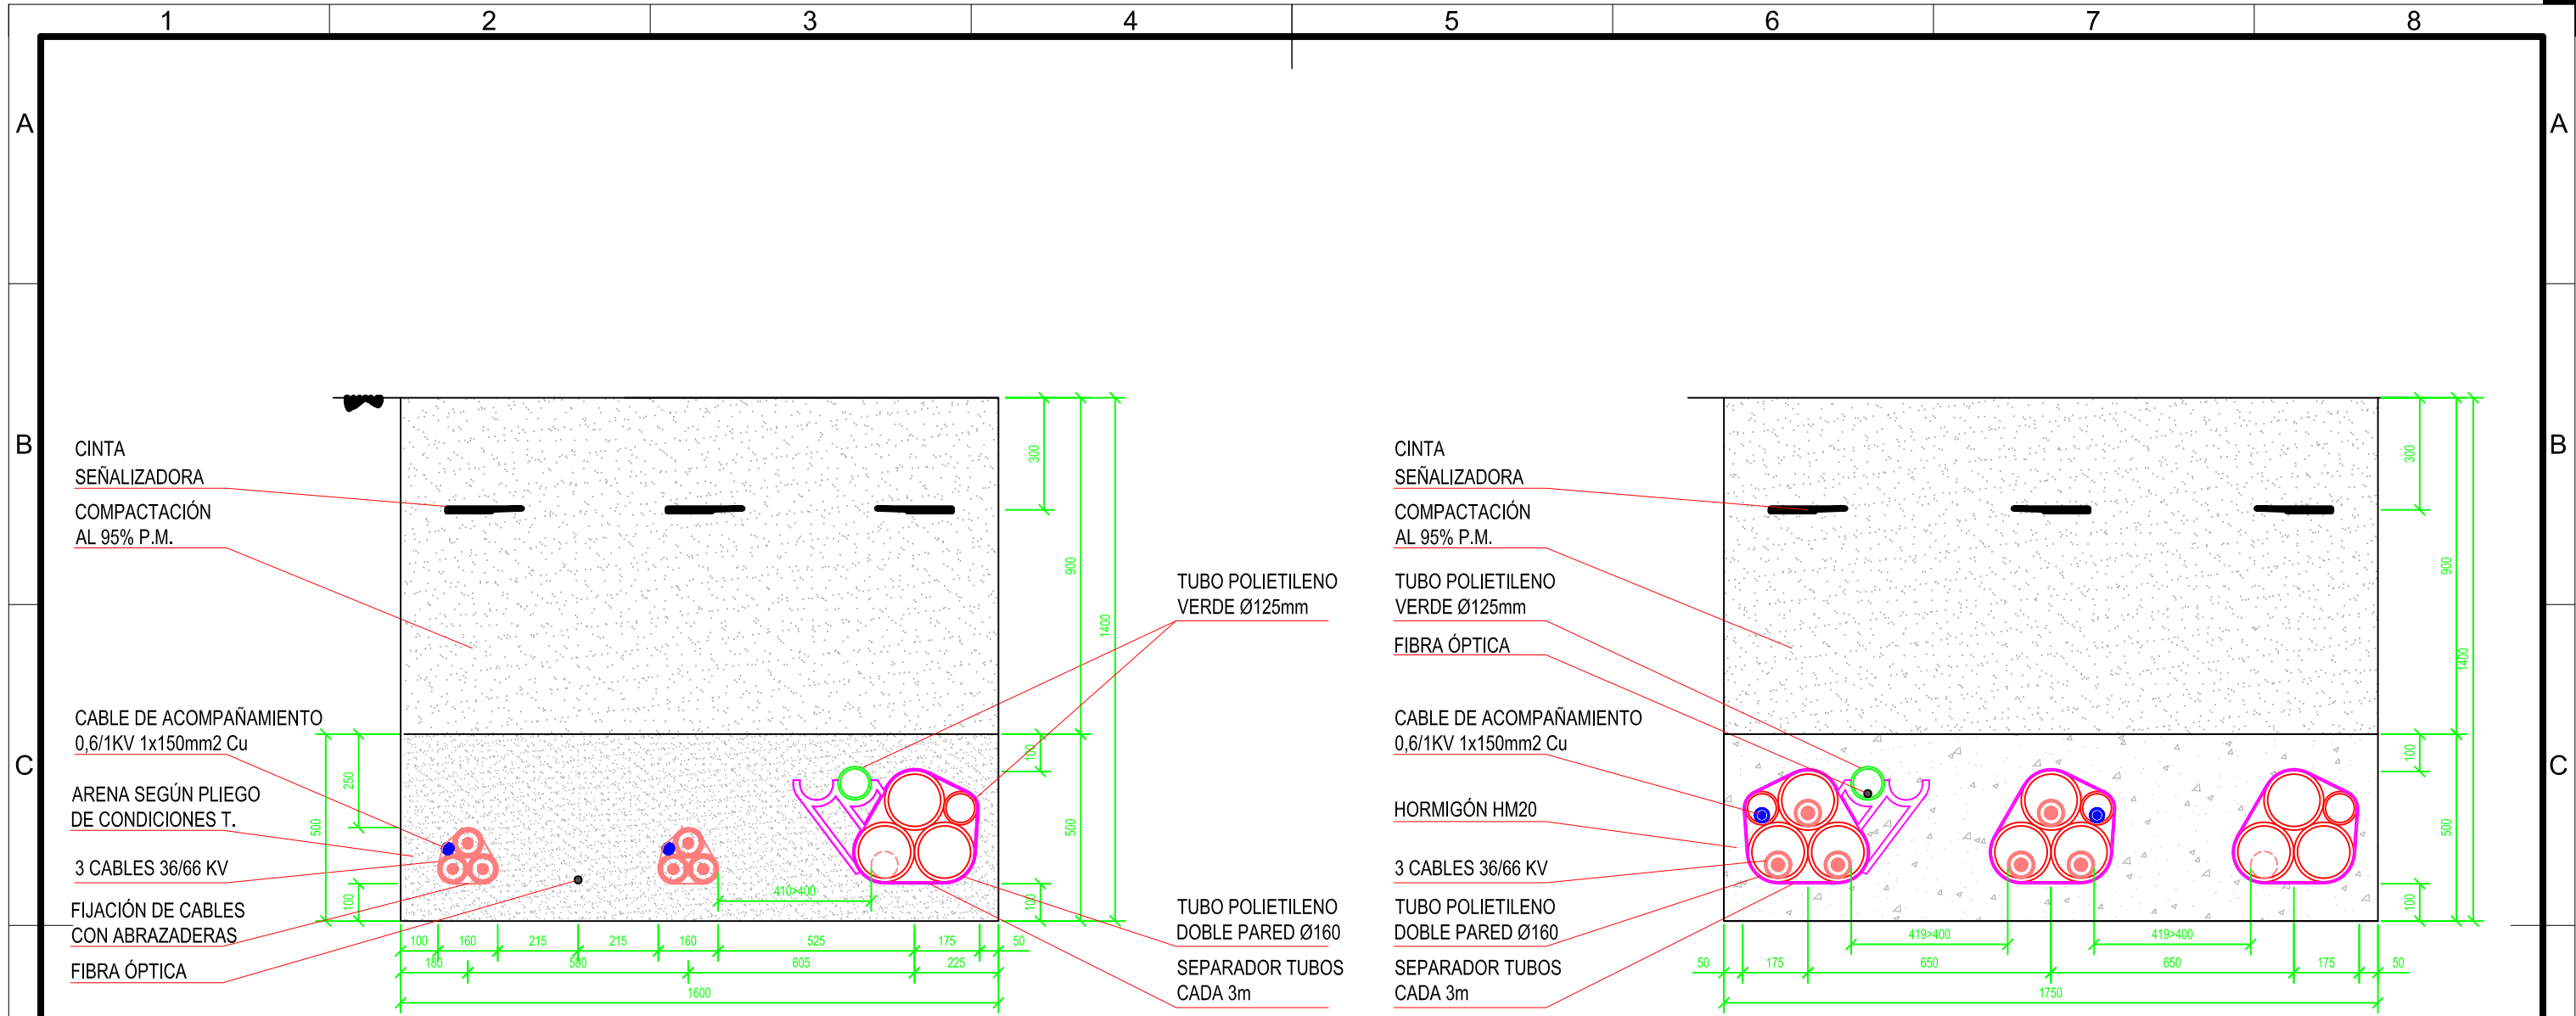 1 2 3 4 5 6 7 8
A A
B B
C C
CINTA
SEÑALIZADORA
COMPACTACIÓN
AL 95% P.M.
CABLE DE ACOMPAÑAMIENTO
0,6/1KV 1x150mm2 Cu
ARENA SEGÚN PLIEGO
DE CONDICIONES T.
3 CABLES 36/66 KV
FIJACIÓN DE CABLES
CON ABRAZADERAS
FIBRA ÓPTICA
500
250
100
300
900
1400
100
500
100
410>400
100 160 215 215 160 525 175 50
180 590 605 225
1600
TUBO POLIETILENO
VERDE Ø125mm
TUBO POLIETILENO
DOBLE PARED Ø160
SEPARADOR TUBOS
CADA 3m
CINTA
SEÑALIZADORA
COMPACTACIÓN
AL 95% P.M.
TUBO POLIETILENO
VERDE Ø125mm
FIBRA ÓPTICA
CABLE DE ACOMPAÑAMIENTO
0,6/1KV 1x150mm2 Cu
HORMIGÓN HM20
3 CABLES 36/66 KV
TUBO POLIETILENO
DOBLE PARED Ø160
SEPARADOR TUBOS
CADA 3m
300
900
1400
100
500
100
419>400 419>400
50 175 650 650 175 50
1750